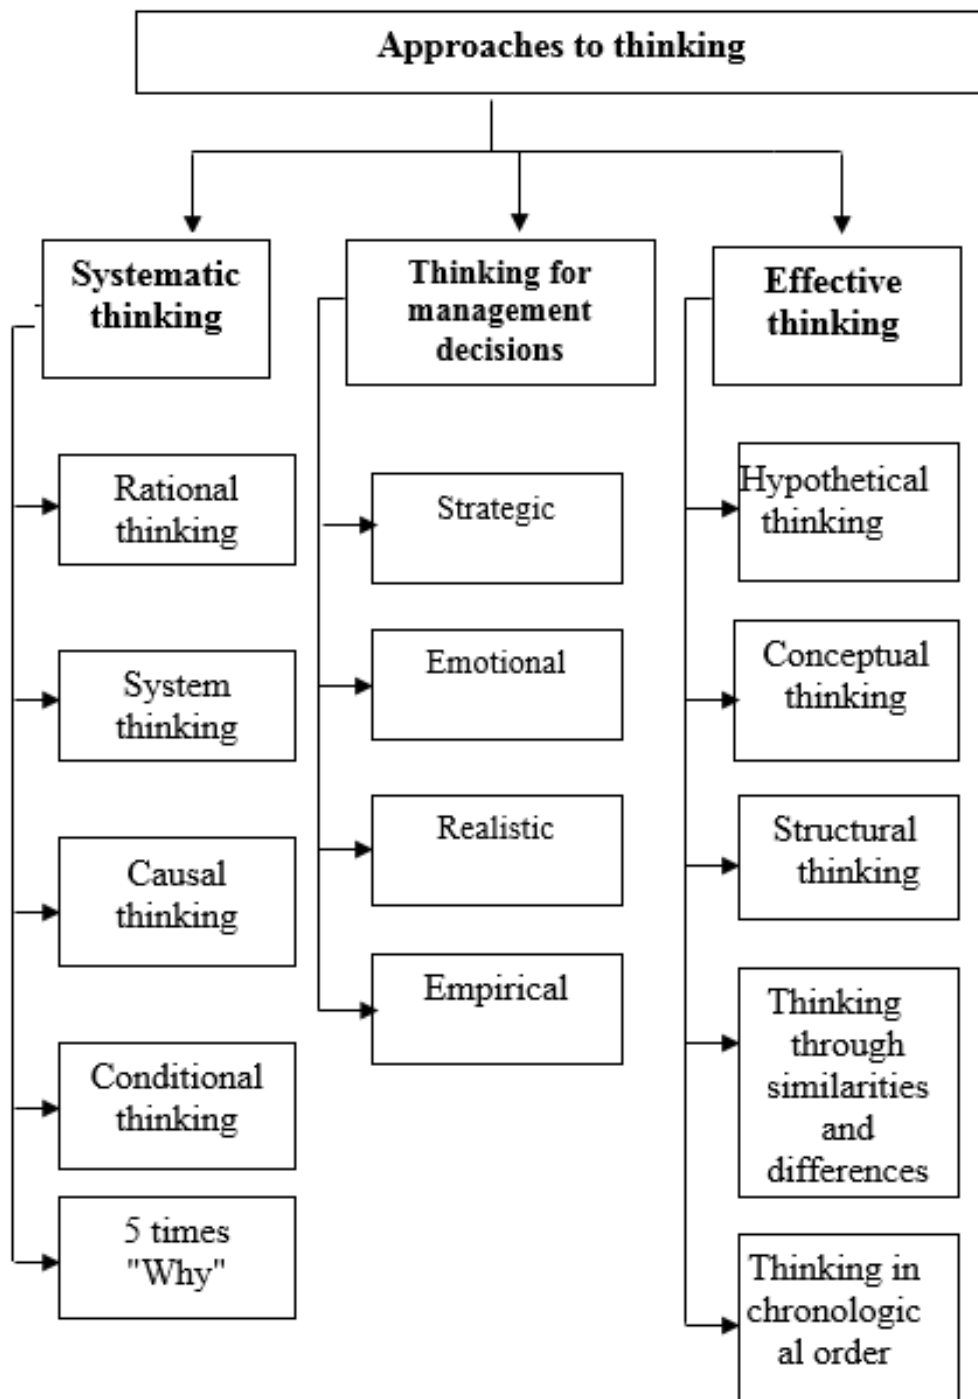 Approaches to thinking
Systematic
thinking
Thinking for
management
decisions
Effective
thinking
Rational
thinking
System
thinking
Causal
thinking
Conditional
thinking
5 times
"Why"
Strategic
Emotional
Realistic
Empirical
Hypothetical
thinking
Conceptual
thinking
Structural
thinking
Thinking
through
similarities
and
differences
Thinking in
chronologic
al order